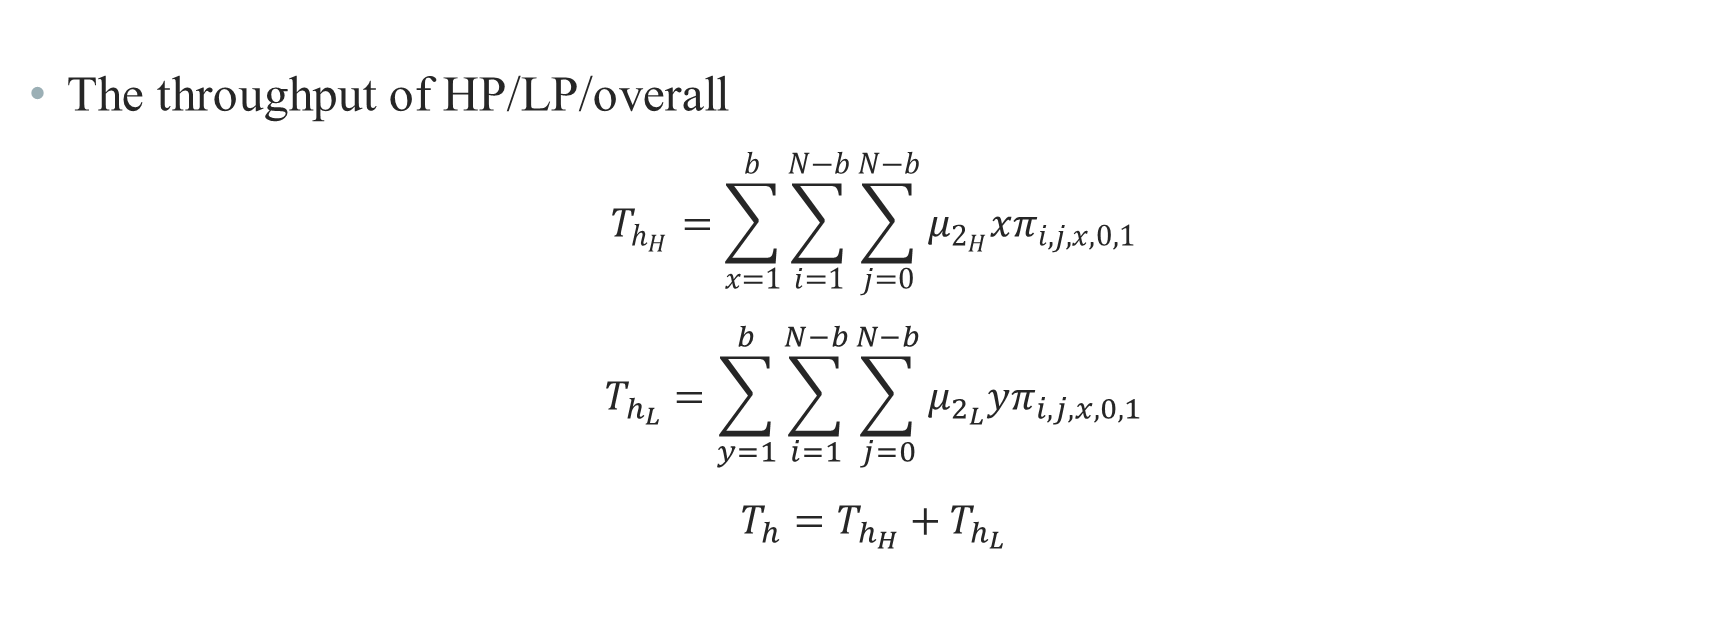 • The throughput of HP/LP/overall
$T_{h_H} = \sum_{x=1}^{b} \sum_{i=1}^{N-b} \sum_{j=0}^{N-b} \mu_{2_H} x \pi_{i,j,x,0,1}$
$T_{h_L} = \sum_{y=1}^{b} \sum_{i=1}^{N-b} \sum_{j=0}^{N-b} \mu_{2_L} y \pi_{i,j,x,0,1}$
$T_h = T_{h_H} + T_{h_L}$